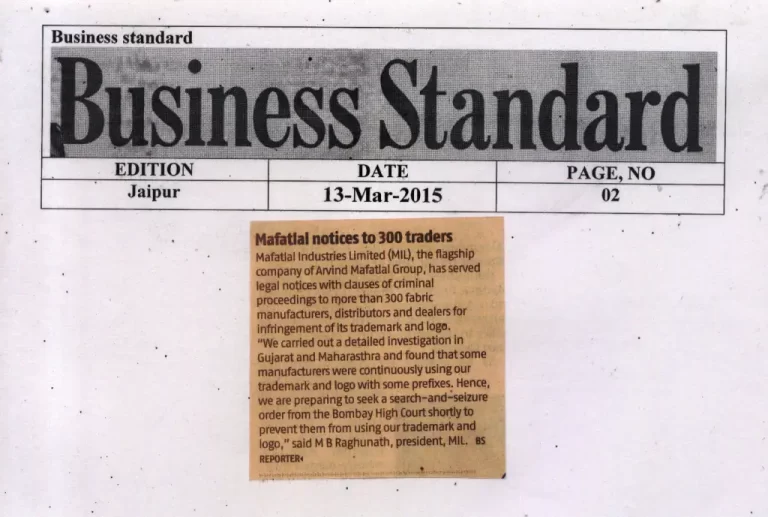 Business standard
Business Standard
EDITION
DATE
PAGE, NO
Jaipur
13-Mar-2015
02
Mafatlal notices to 300 traders
Mafatlal Industries Limited (MIL), the flagship
company of Arvind Mafatlal Group, has served
legal notices with clauses of criminal
proceedings to more than 300 fabric
manufacturers, distributors and dealers for
infringement of its trademark and logo.
"We carried out a detailed investigation in
Gujarat and Maharasthra and found that some
manufacturers were continuously using our
trademark and logo with some prefixes. Hence,
we are preparing to seek a search-and-seizure
order from the Bombay High Court shortly to
prevent them from using our trademark and
logo," said M B Raghunath, president, MIL. BS
REPORTER